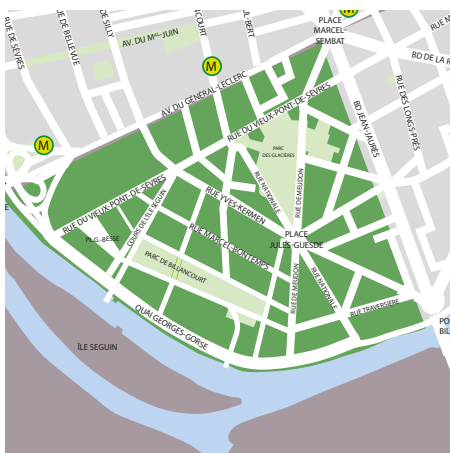 RUE DE SÈVRES
DE BELLEVUE
DE SILLY
AV. DU Mᵃˡ-JUIN
COURT
UL-BERT
PLACE
MARCEL-
SEMBAT
RUE M
M
M
M
BD DE LA R
RUE DES LONGS-PRÉS
AV. DU GÉNÉRAL-LECLERC
RUE DU VIEUX-PONT-DE-SÈVRES
BD JEAN-JAURÈS
PARC
DES GLACIÈRES
RUE NATIONALE
RUE DE MEUDON
RUE DU VIEUX-PONT-DE-SÈVRES
COURS DE L'ILE SEGUIN
RUE YVES-KERMEN
E
PL.G.-BESSE
RUE MARCEL-BONTEMPS
PLACE
JULES-GUESDE
PARC DE BILLANCOURT
RUE DE MEUDON
RUE NATIONALE
RUE TRAVERSIÈRE
QUAI GEORGES-GORSE
PO
BIL
ÎLE SEGUIN